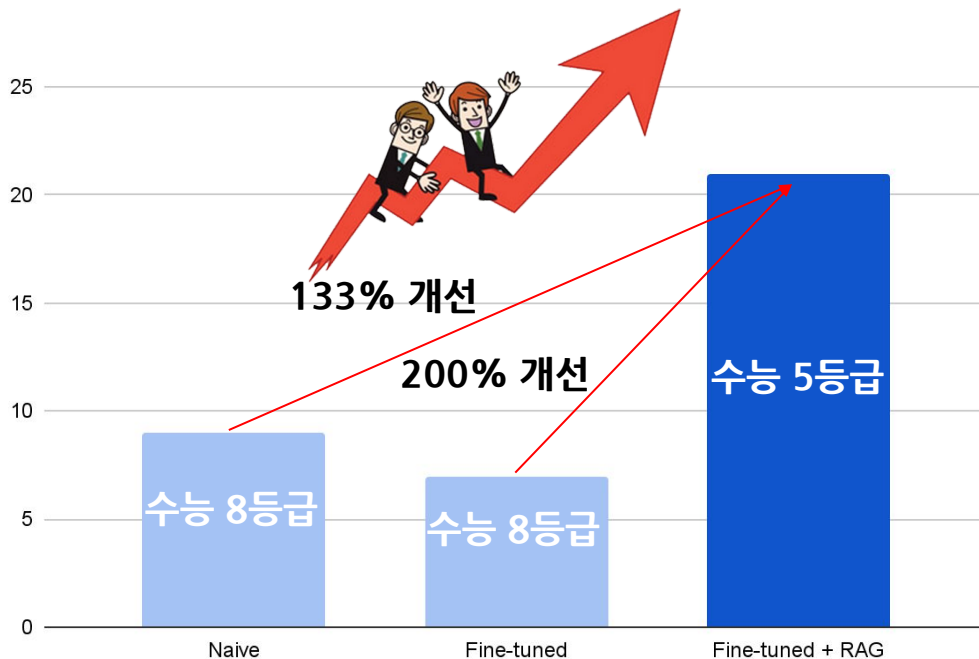 25
20
15
10
5
0
133% 개선
200% 개선
수능 8등급
수능 8등급
수능 5등급
Naive
Fine-tuned
Fine-tuned + RAG